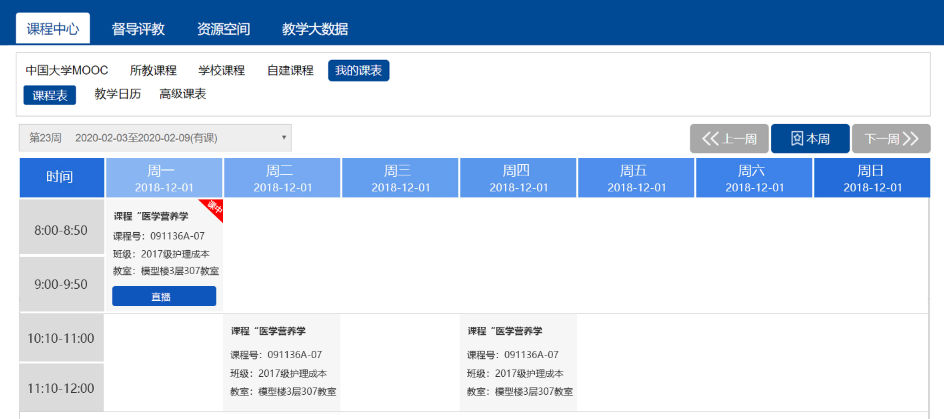 课程中心 督导评教 资源空间 教学大数据
中国大学MOOC 所教课程 学校课程 自建课程 我的课表
课程表 教学日历 高级课表
第23周 2020-02-03至2020-02-09(有课) 上一周 本周 下一周
时间 周一 周二 周三 周四 周五 周六 周日
2018-12-01 2018-12-01 2018-12-01 2018-12-01 2018-12-01 2018-12-01 2018-12-01
8:00-8:50
9:00-9:50
课中
课程“医学营养学
课程号：091136A-07
班级：2017级护理成本
教室：模型楼3层307教室
直播
10:10-11:00
11:10-12:00
课程“医学营养学
课程号：091136A-07
班级：2017级护理成本
教室：模型楼3层307教室
课程“医学营养学
课程号：091136A-07
班级：2017级护理成本
教室：模型楼3层307教室